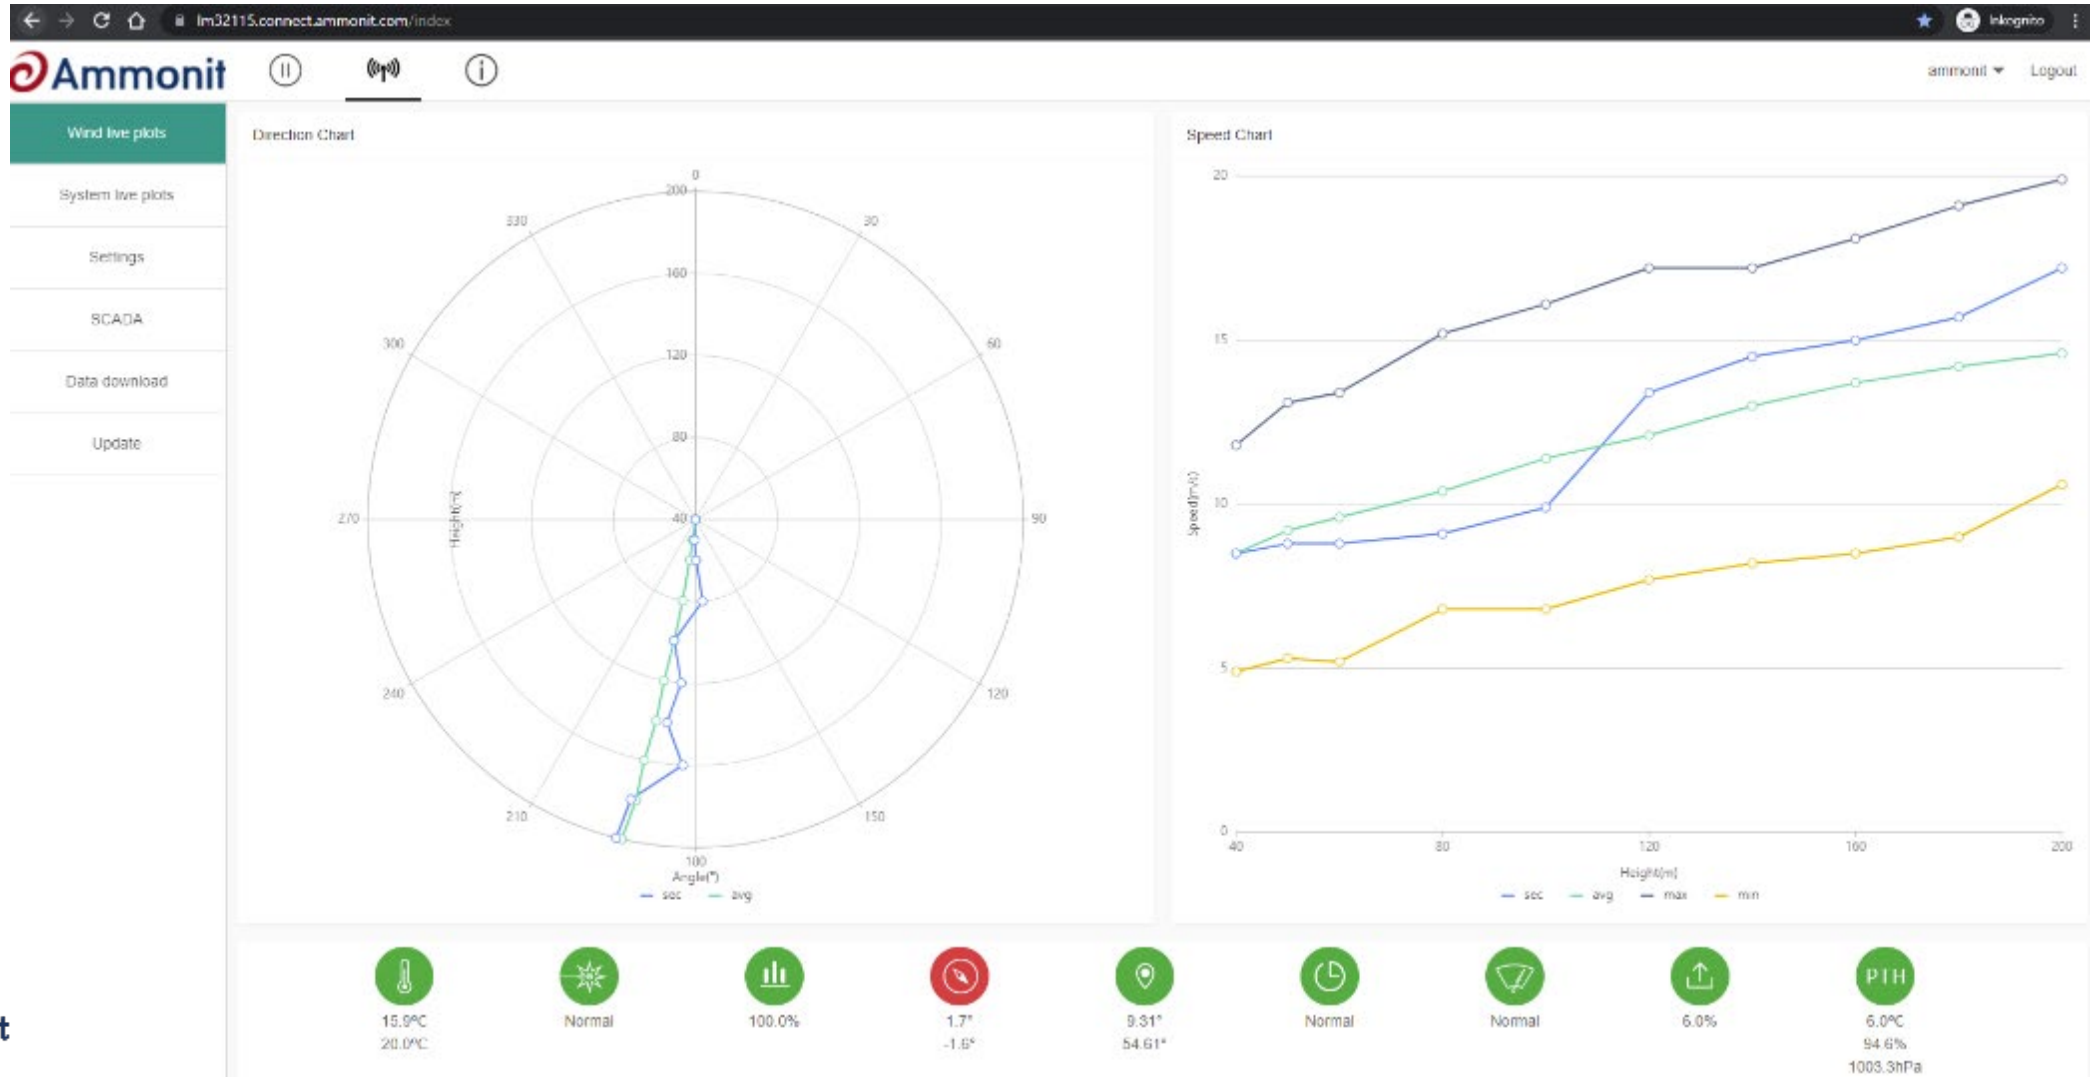 lm32115.connect.ammonit.com/index
Inkognito
Ammonit
ammonit
Logout
Wind live plots
System live plots
Settings
SCADA
Data download
Update
Direction Chart
0
30
60
90
120
150
180
210
240
270
300
330
200
160
120
80
40
Height(m)
Angle(°)
sec
avg
Speed Chart
20
15
10
5
0
Speed(m/s)
40
80
120
160
200
Height(m)
sec
avg
max
min
15.9°C
20.0°C
Normal
100.0%
1.7°
-1.6°
9.31°
54.61°
Normal
Normal
6.0%
PTH
6.0°C
94.6%
1003.3hPa
t